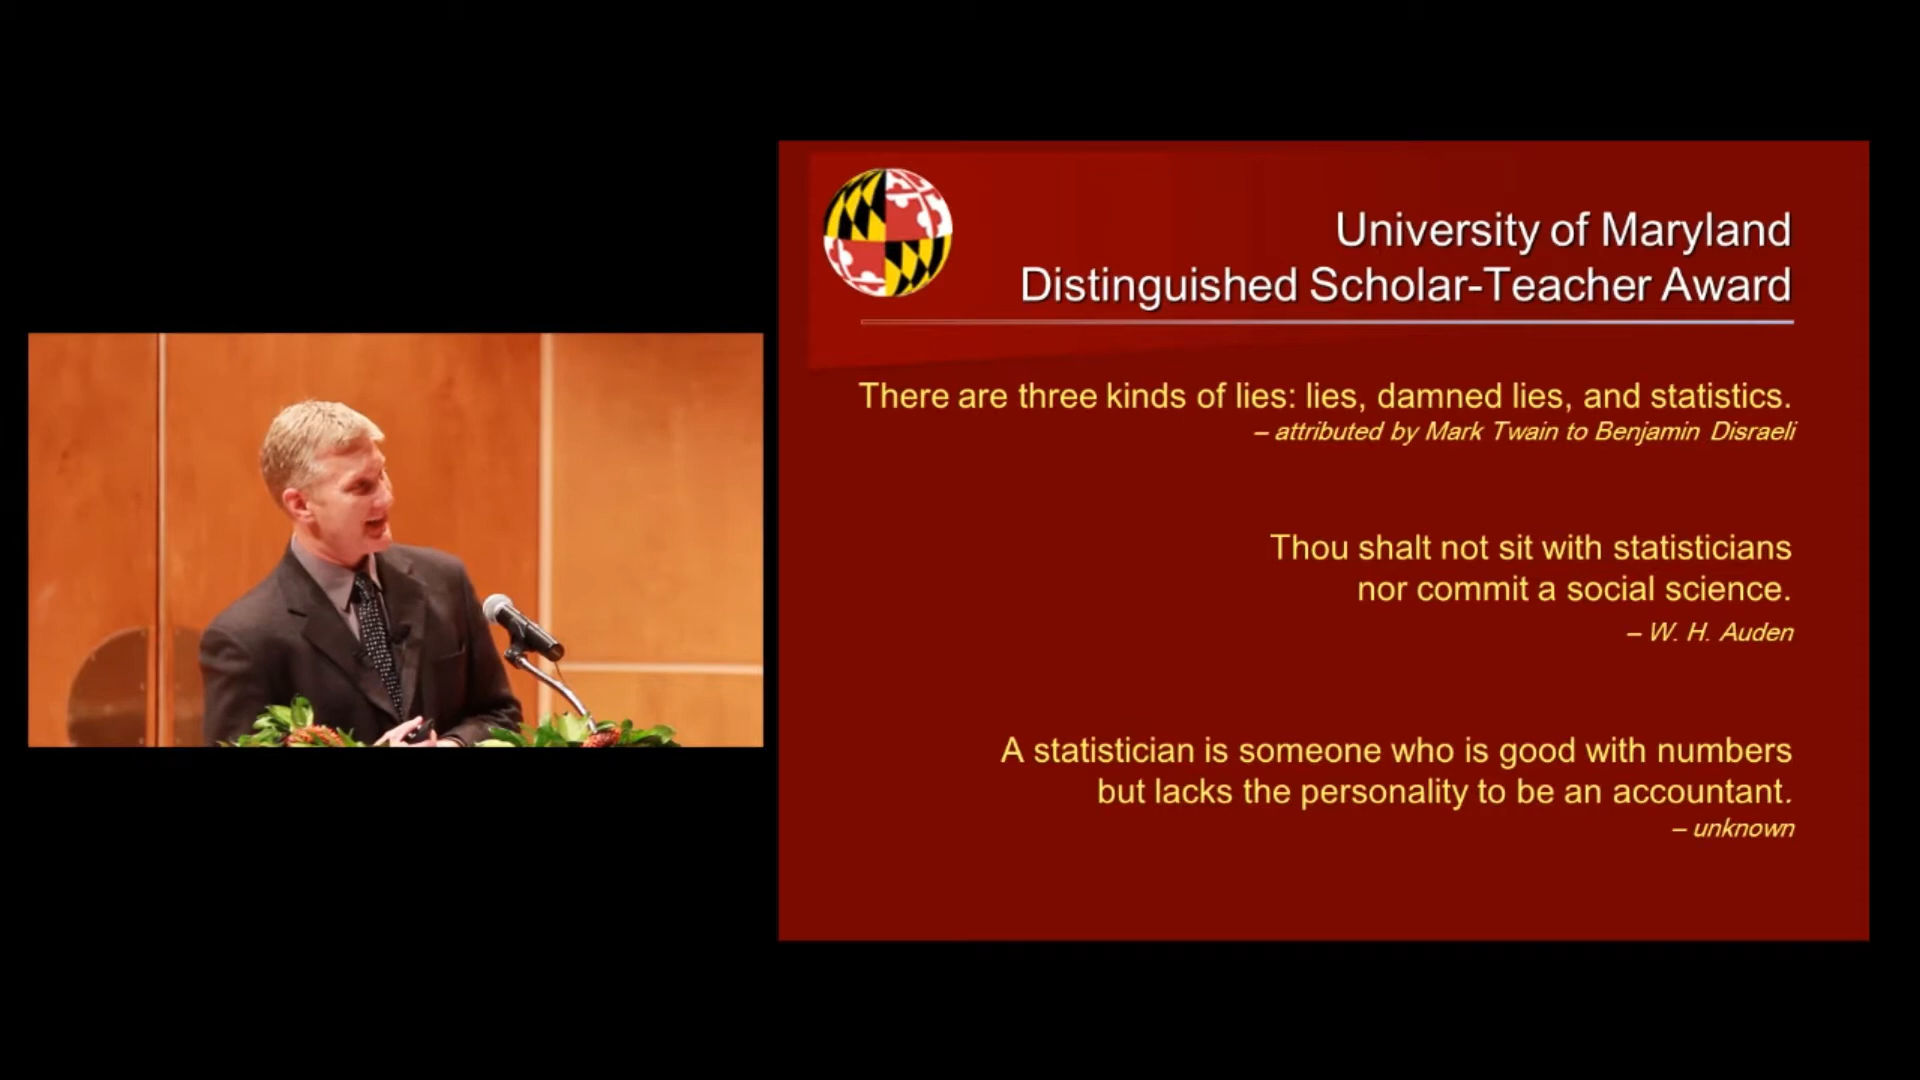 University of Maryland
Distinguished Scholar-Teacher Award
There are three kinds of lies: lies, damned lies, and statistics.
– attributed by Mark Twain to Benjamin Disraeli
Thou shalt not sit with statisticians
nor commit a social science.
– W. H. Auden
A statistician is someone who is good with numbers
but lacks the personality to be an accountant.
– unknown